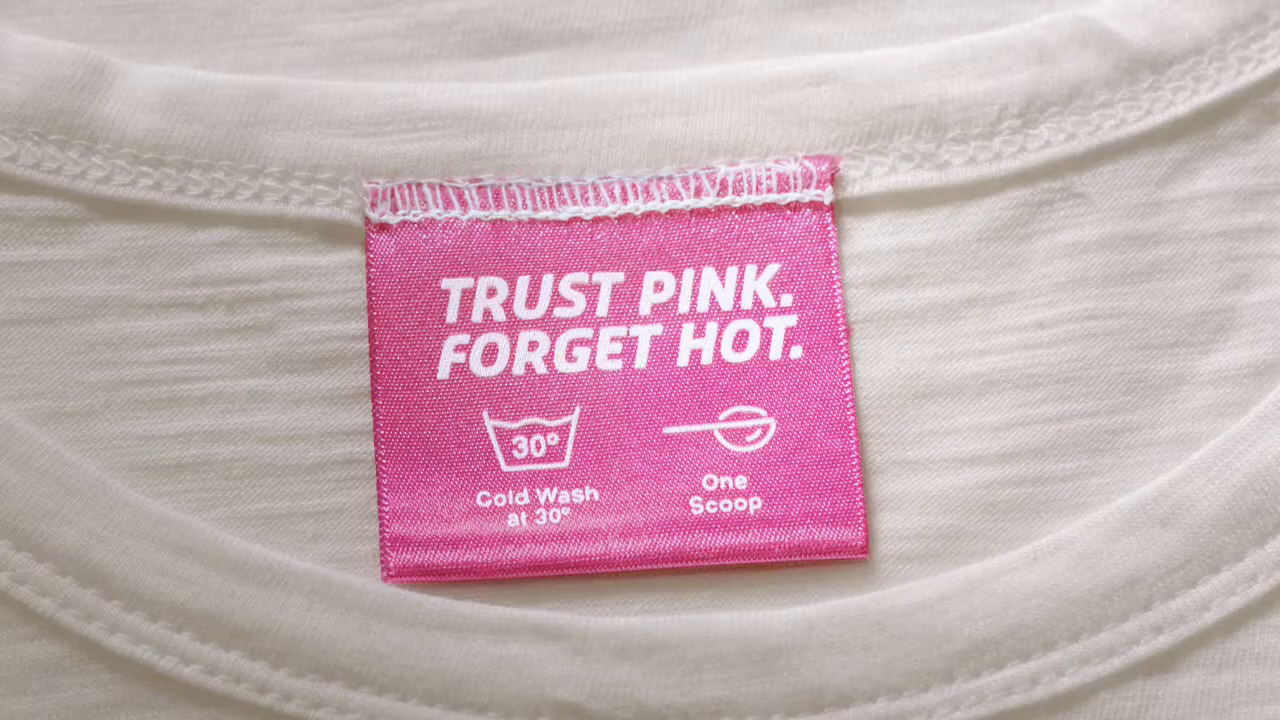 TRUST PINK.
FORGET HOT.
30°
Cold Wash
at 30°
One
Scoop